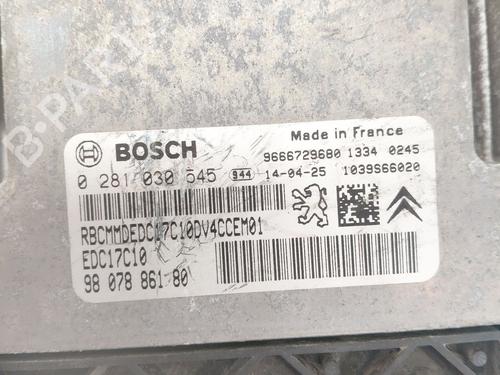 B-PARTS
BOSCH
Made in France
9666729680 1334 0245
0 281 030 545 944 14-04-25 1039S66020
RBCMMDEDC17C10DV4CCEM01
EDC17C10
98 078 861 80